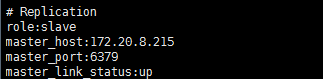 # Replication
role:slave
master_host:172.20.8.215
master_port:6379
master_link_status:up